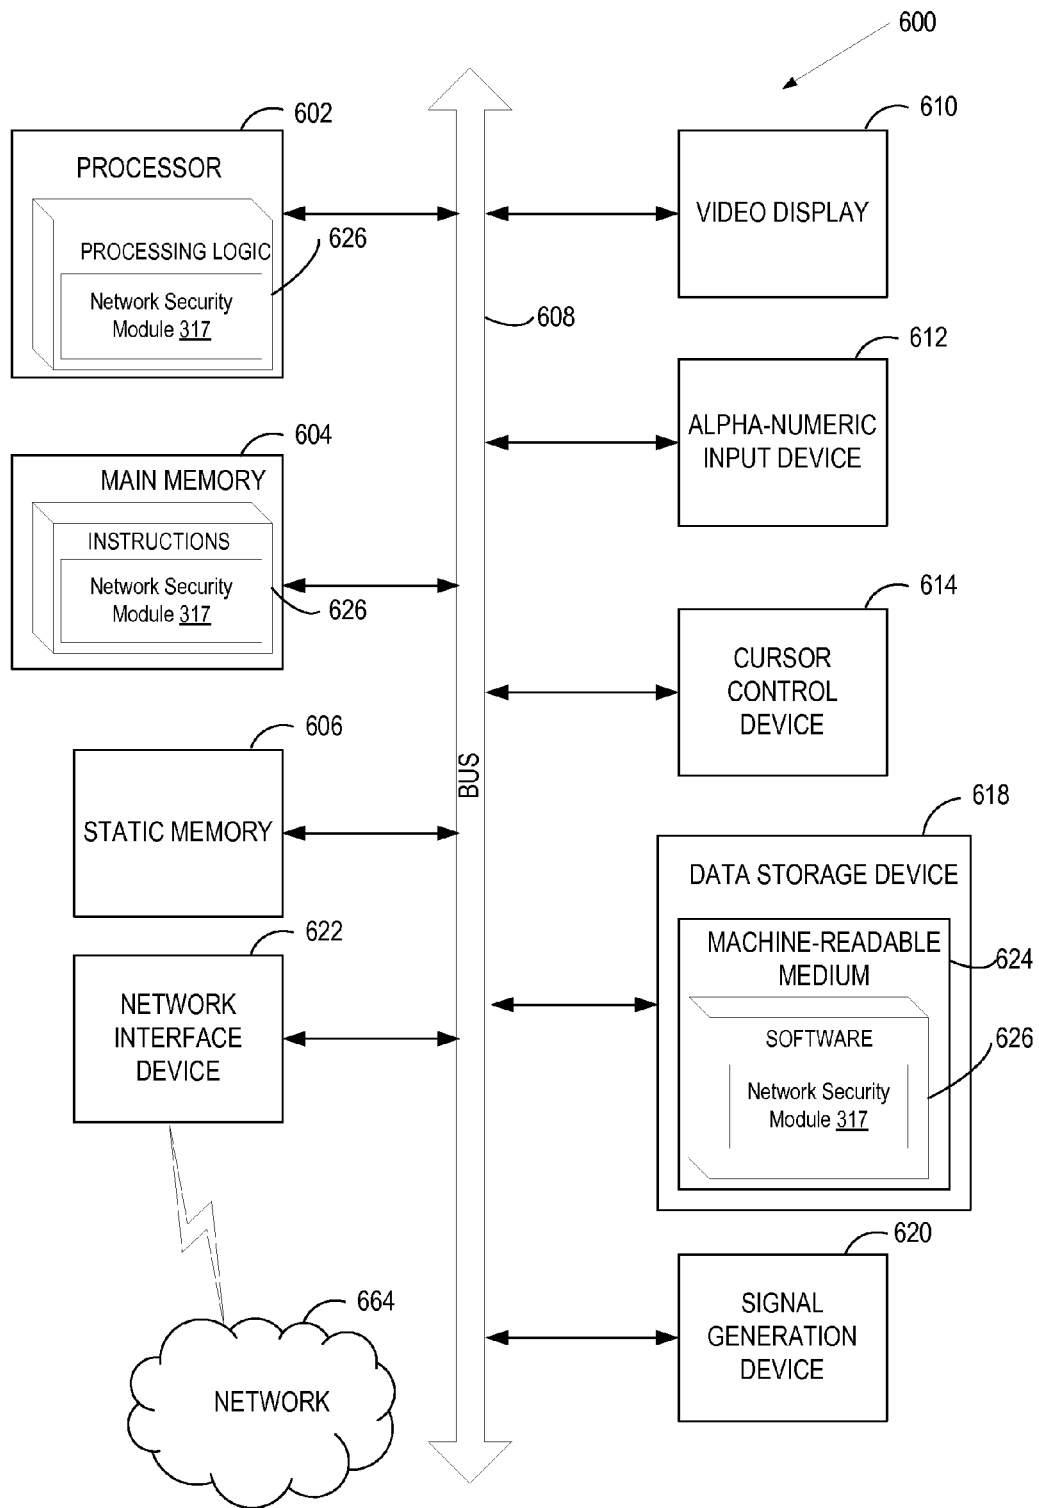 600
602
PROCESSOR
PROCESSING LOGIC
626
Network Security
Module 317
604
MAIN MEMORY
INSTRUCTIONS
Network Security
Module 317
626
606
STATIC MEMORY
622
NETWORK
INTERFACE
DEVICE
664
NETWORK
608
BUS
610
VIDEO DISPLAY
612
ALPHA-NUMERIC
INPUT DEVICE
614
CURSOR
CONTROL
DEVICE
618
DATA STORAGE DEVICE
MACHINE-READABLE
MEDIUM
624
SOFTWARE
626
Network Security
Module 317
620
SIGNAL
GENERATION
DEVICE